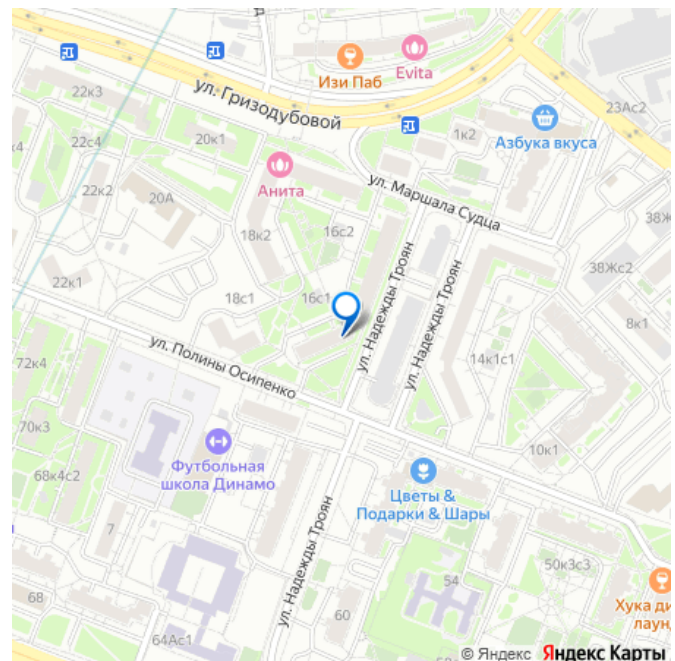 Изи Паб
Evita
22к3
ул. Гризодубовой
23Ас2
22с4
20к1
1к2
Азбука вкуса
22к2
20А
Анита
ул. Маршала Судца
16с2
18к2
38Жс2
22к1
18с1
16с1
ул. Надежды Троян
ул. Надежды Троян
8к1
ул. Полины Осипенко
72к4
14к1с1
70к3
10к1
68к4с2
Футбольная
школа Динамо
Цветы &
Подарки & Шары
7
ул. Надежды Троян
54
50к3с3
68
60
64Ас1
Хука
© Яндекс Яндекс Карты